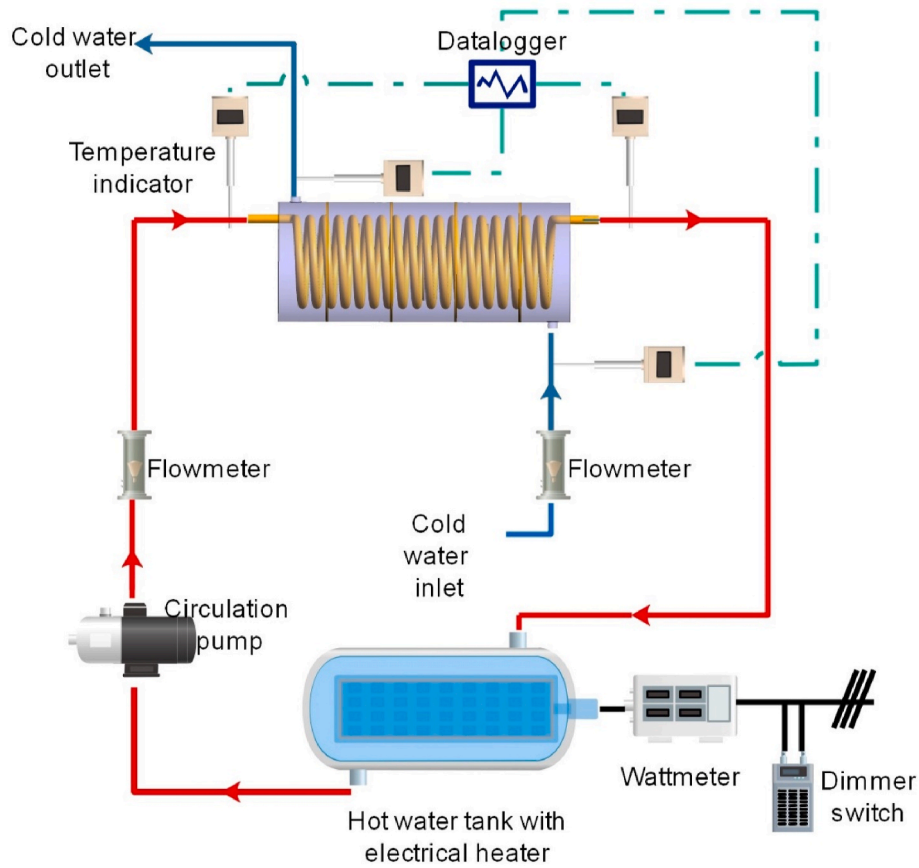 Cold water
outlet
Datalogger
Temperature
indicator
Flowmeter
Flowmeter
Cold
water
inlet
Circulation
pump
Wattmeter
Dimmer
switch
Hot water tank with
electrical heater